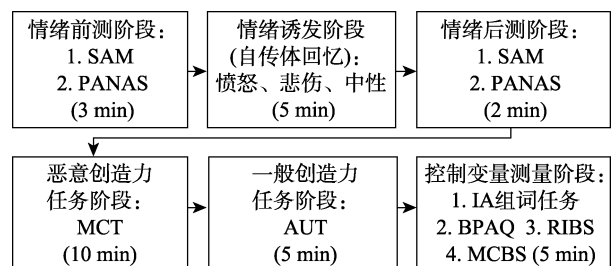 情绪前测阶段：
1. SAM
2. PANAS
(3 min)
情绪诱发阶段
(自传体回忆)：
愤怒、悲伤、中性
(5 min)
情绪后测阶段：
1. SAM
2. PANAS
(2 min)
恶意创造力
任务阶段：
MCT
(10 min)
一般创造力
任务阶段：
AUT
(5 min)
控制变量测量阶段：
1. IA组词任务
2. BPAQ 3. RIBS
4. MCBS (5 min)